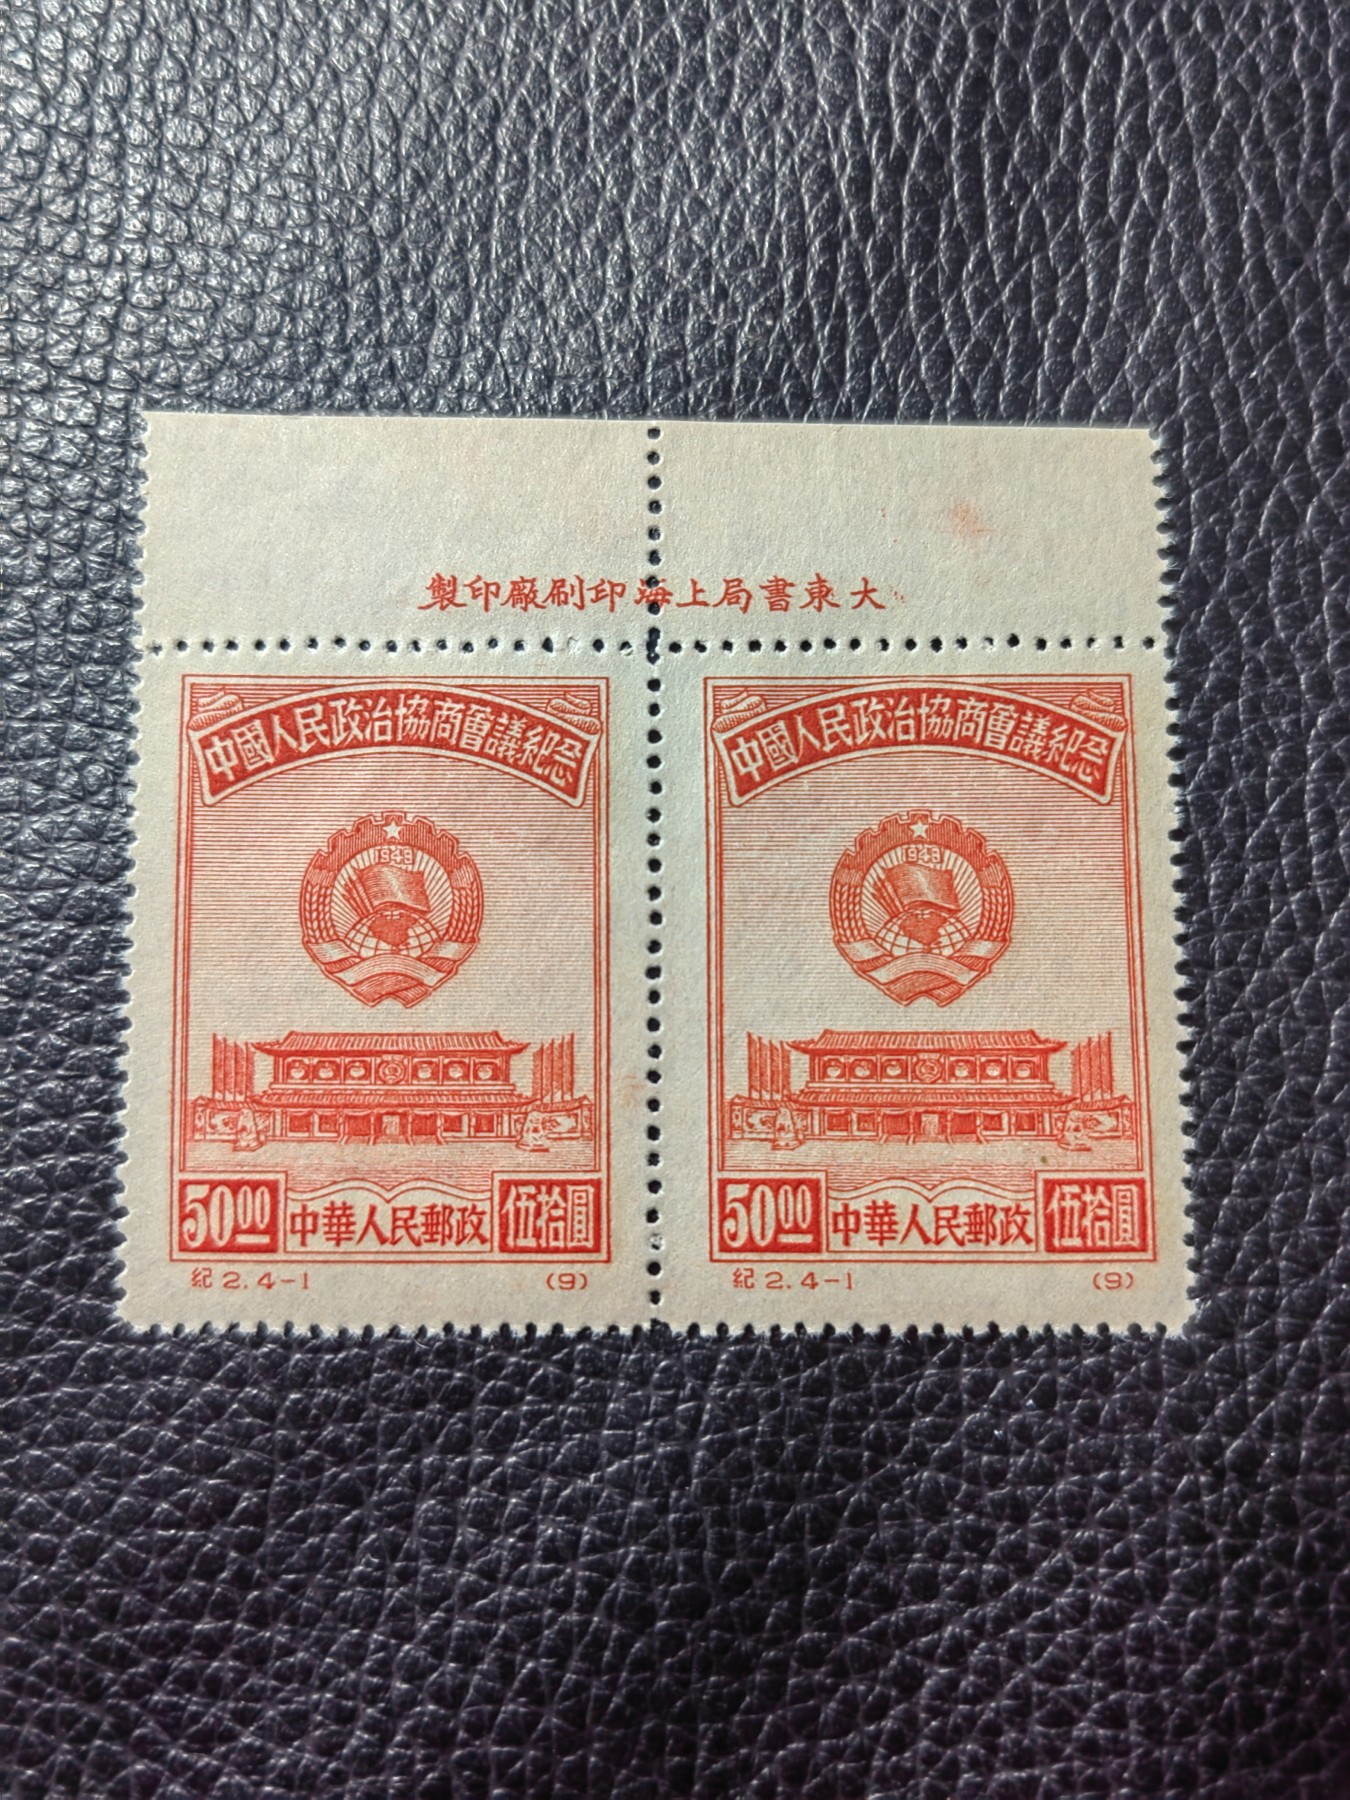 大東書局上海印刷廠印製
中國人民政治協商會議紀念
1949
50.00 中華人民郵政 伍拾圓
紀2.4-1 (9)
中國人民政治協商會議紀念
1949
50.00 中華人民郵政 伍拾圓
紀2.4-1 (9)